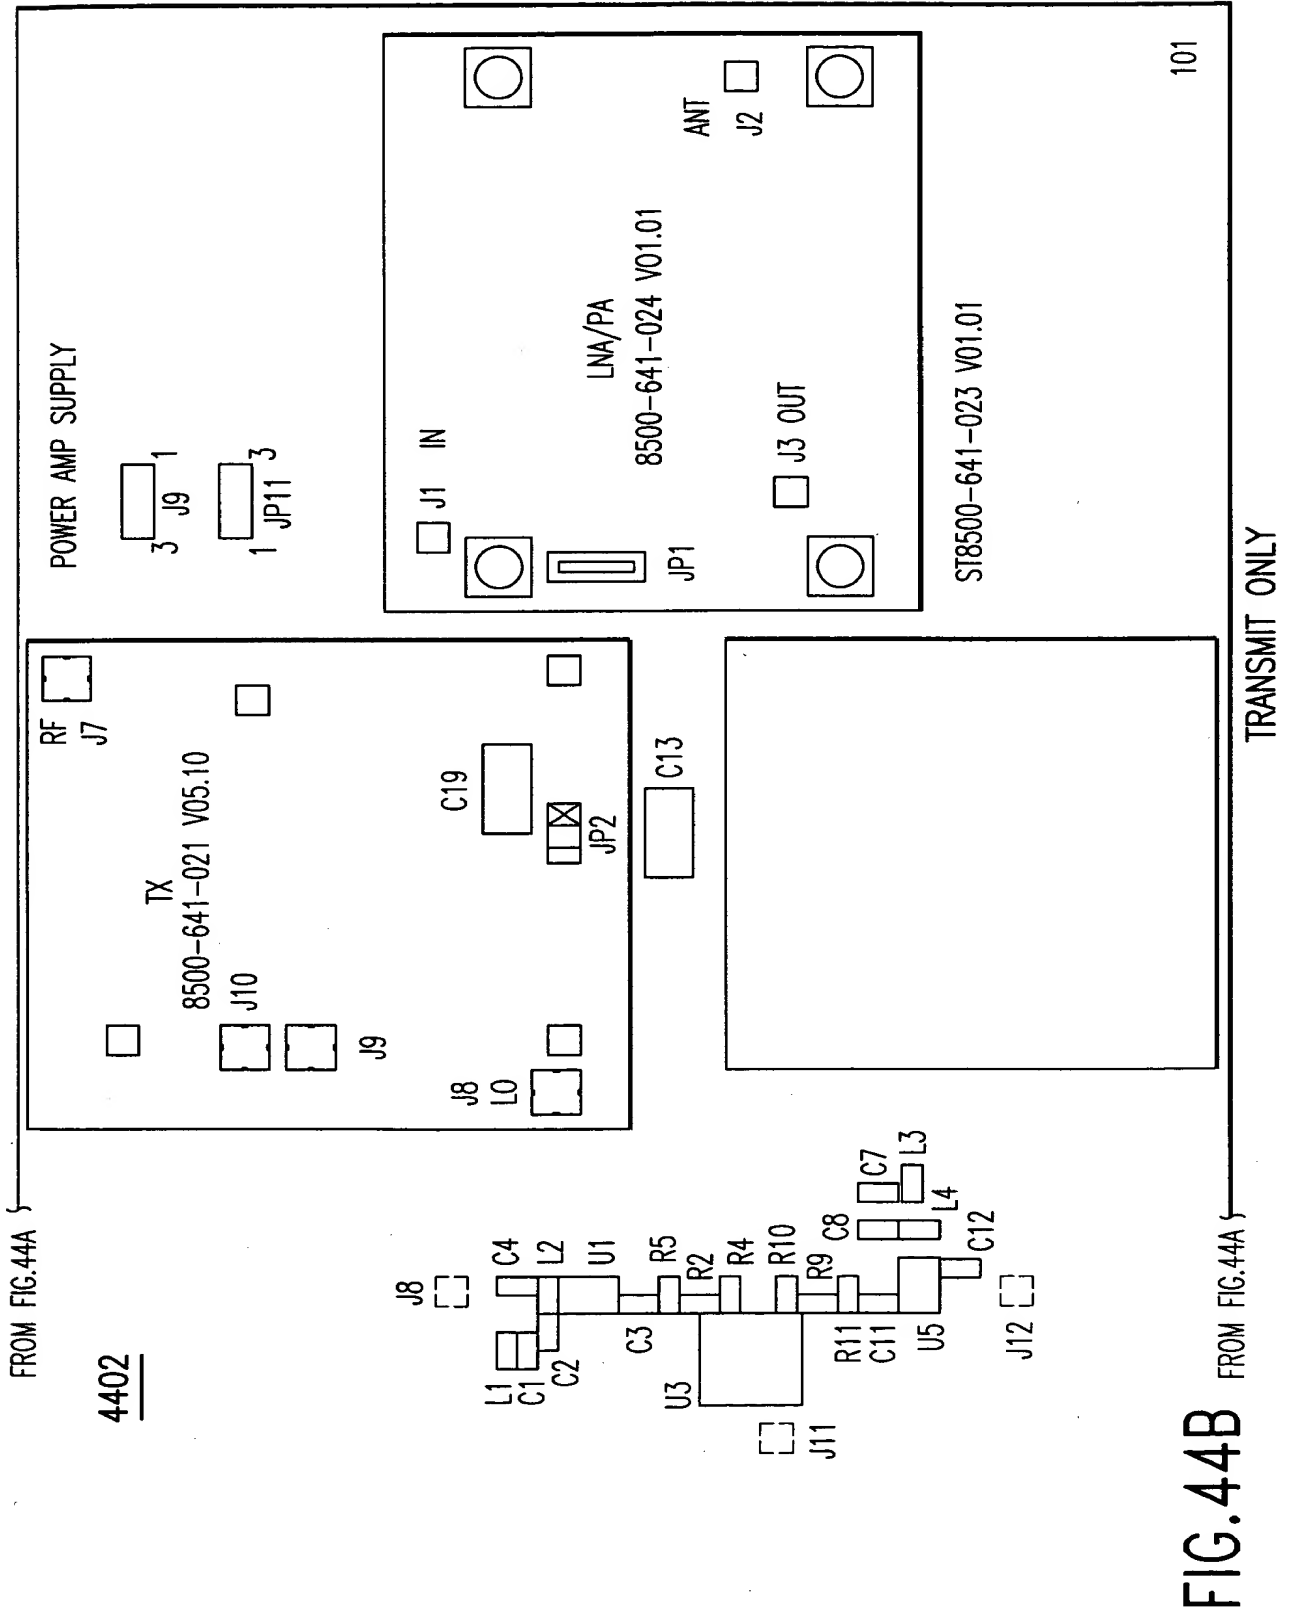 FROM FIG.44A
4402
POWER AMP SUPPLY
3
1
J9
1
3
JP11
RF
J7
TX
8500-641-021 V05.10
J10
J9
J8
LO
C19
JP2
C13
J1 IN
LNA/PA
8500-641-024 V01.01
ANT
J2
J3 OUT
JP1
ST8500-641-023 V01.01
J8
C4
L2
U1
R5
R2
R4
R10
R9
C8
C7
L3
L4
C12
L1
C1
C2
C3
U3
R11
C11
U5
J12
J11
101
FROM FIG.44A
TRANSMIT ONLY
FIG.44B